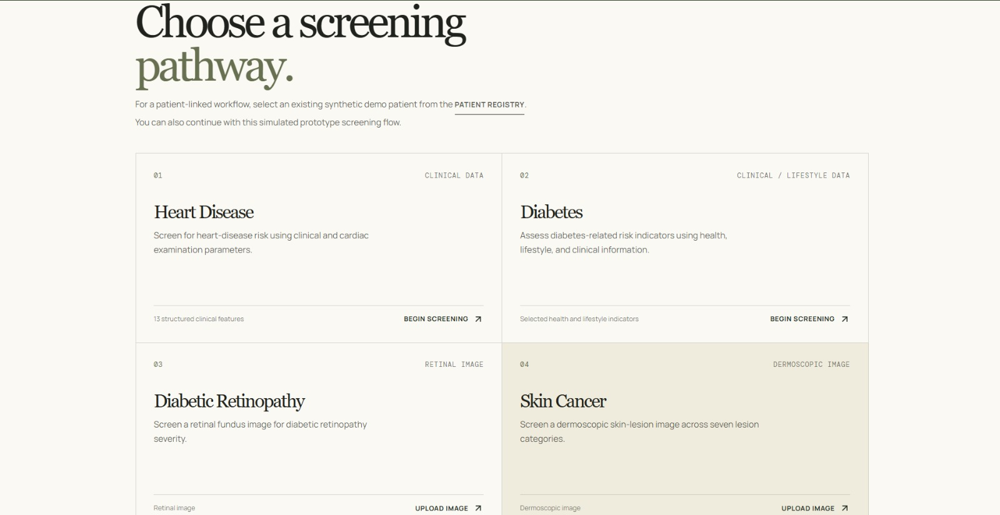 Choose a screening
pathway.
For a patient-linked workflow, select an existing synthetic demo patient from the PATIENT REGISTRY.
You can also continue with this simulated prototype screening flow.
01
CLINICAL DATA
Heart Disease
Screen for heart-disease risk using clinical and cardiac
examination parameters.
13 structured clinical features
BEGIN SCREENING
02
CLINICAL / LIFESTYLE DATA
Diabetes
Assess diabetes-related risk indicators using health,
lifestyle, and clinical information.
Selected health and lifestyle indicators
BEGIN SCREENING
03
RETINAL IMAGE
Diabetic Retinopathy
Screen a retinal fundus image for diabetic retinopathy
severity.
Retinal image
UPLOAD IMAGE
04
DERMOSCOPIC IMAGE
Skin Cancer
Screen a dermoscopic skin-lesion image across seven lesion
categories.
Dermoscopic image
UPLOAD IMAGE